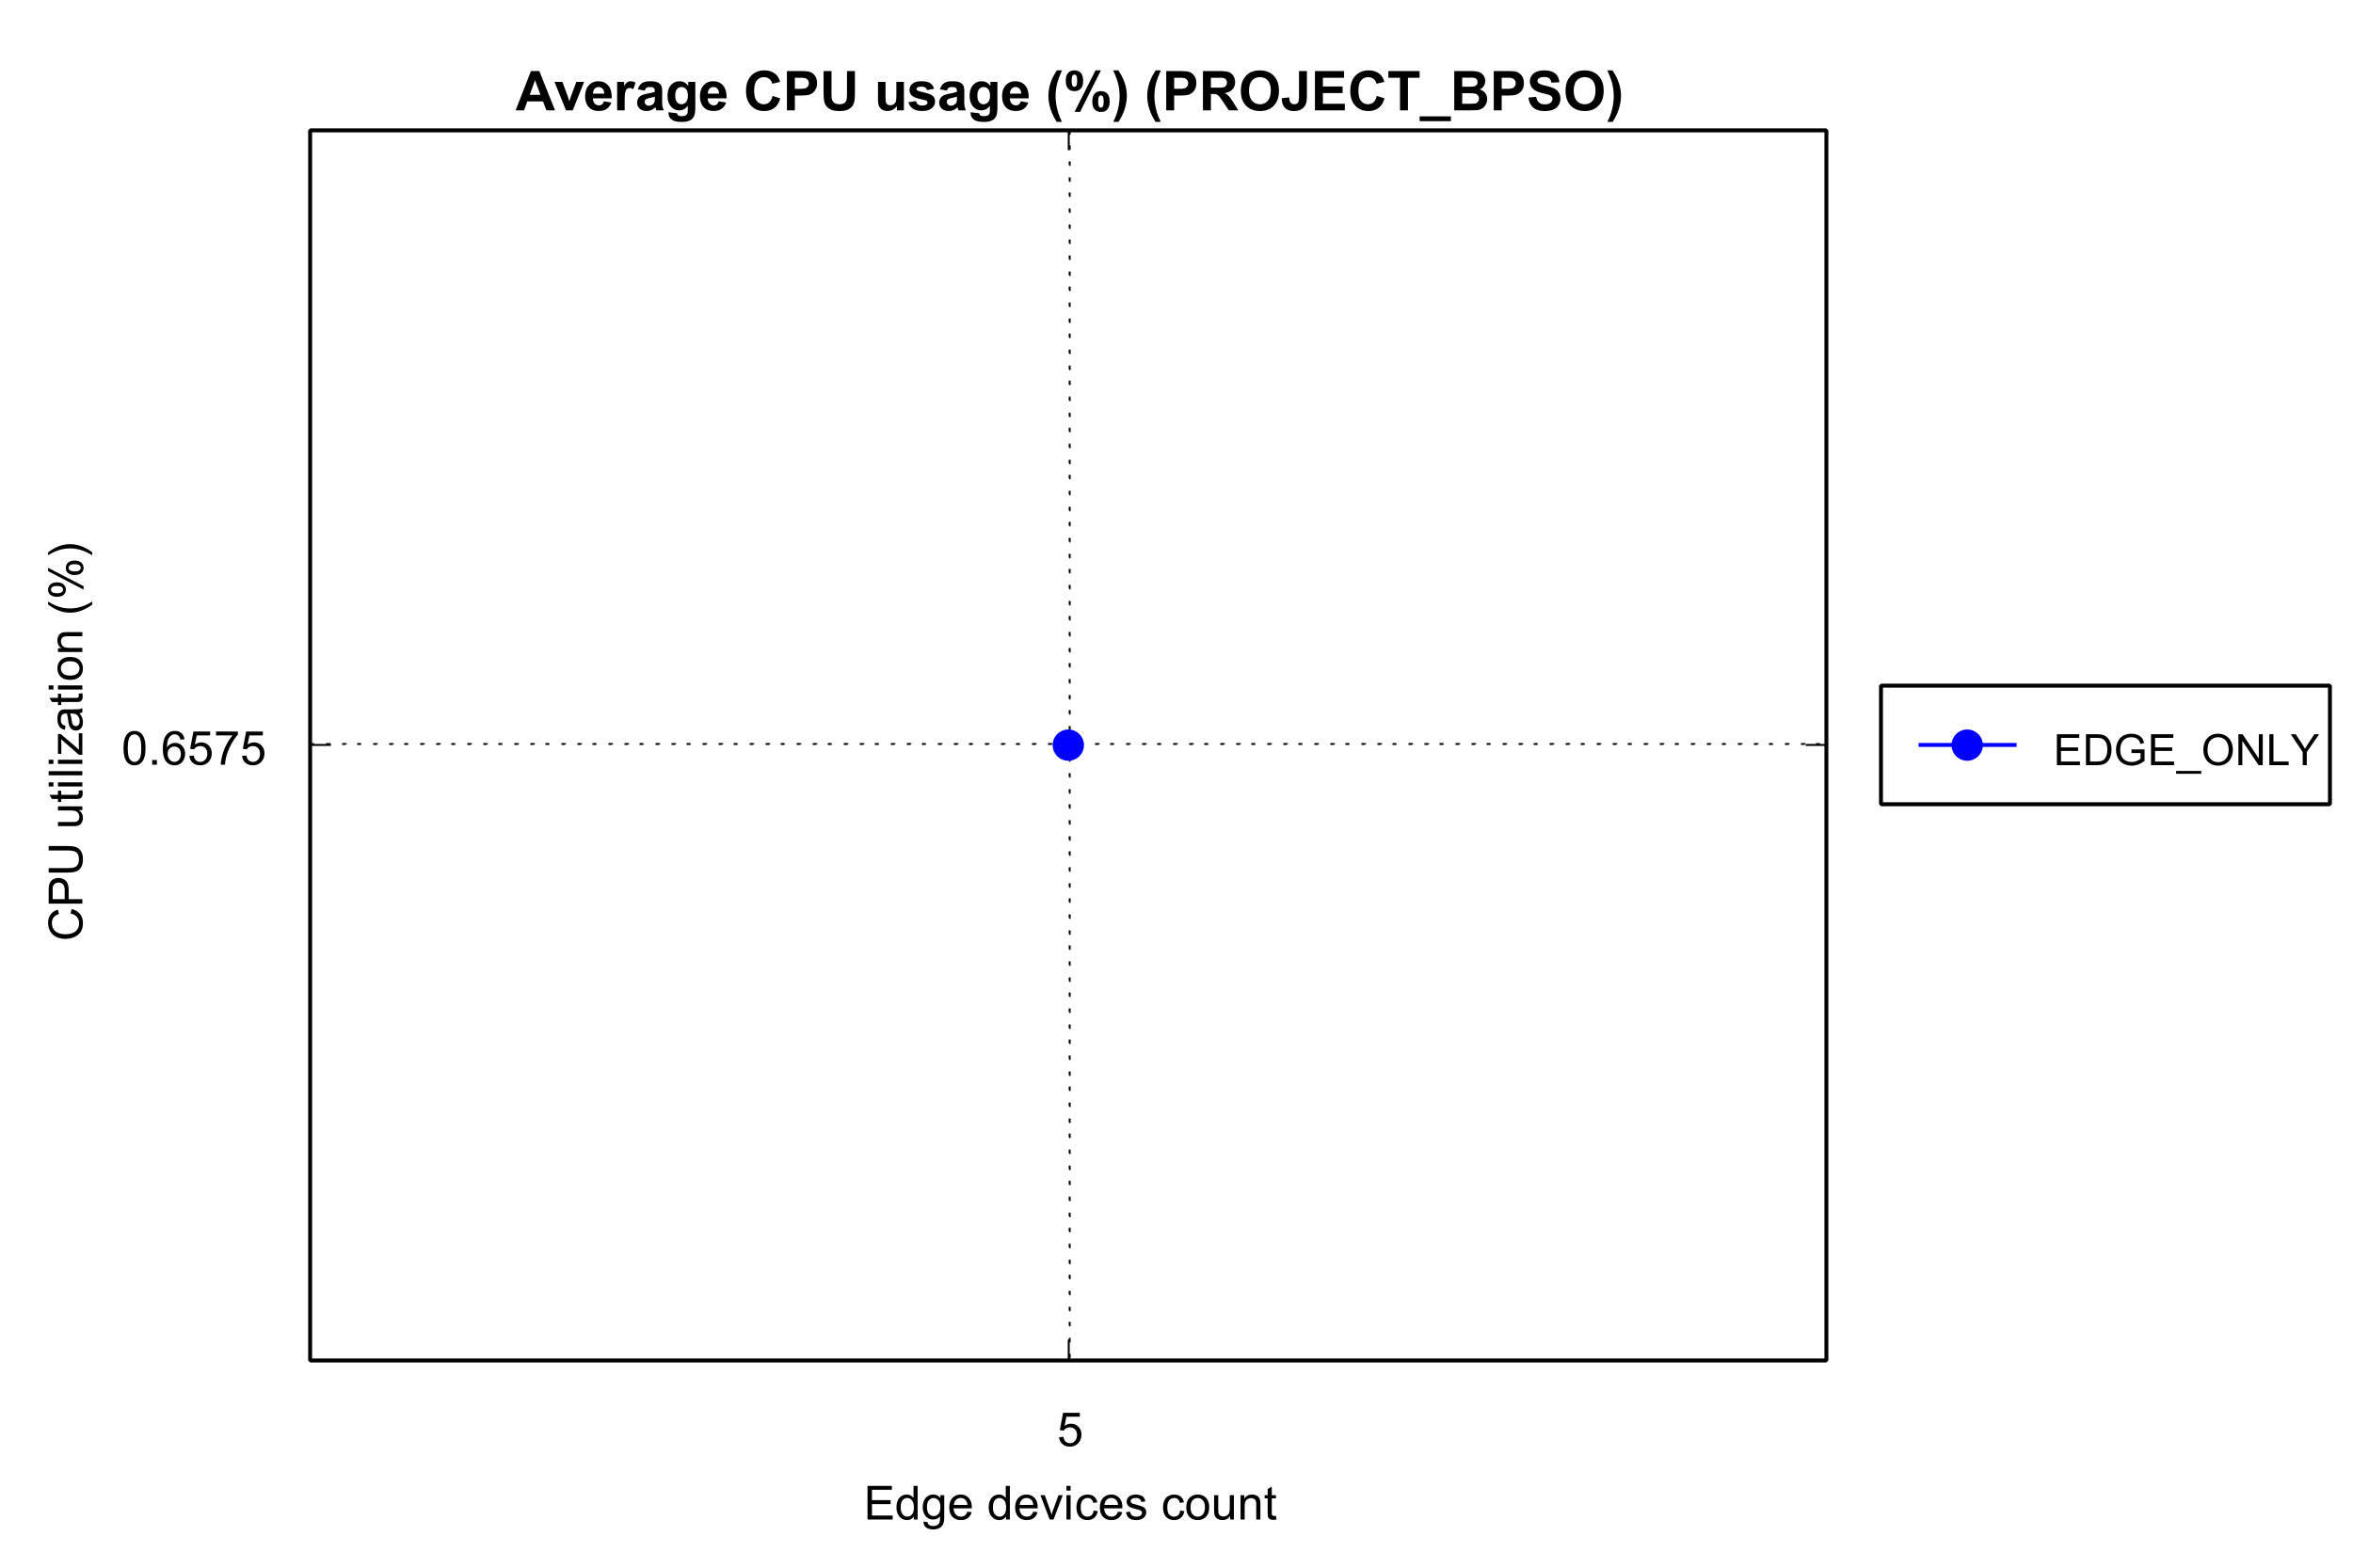 Average CPU usage (%) (PROJECT_BPSO)
CPU utilization (%)
0.6575
EDGE_ONLY
5
Edge devices count